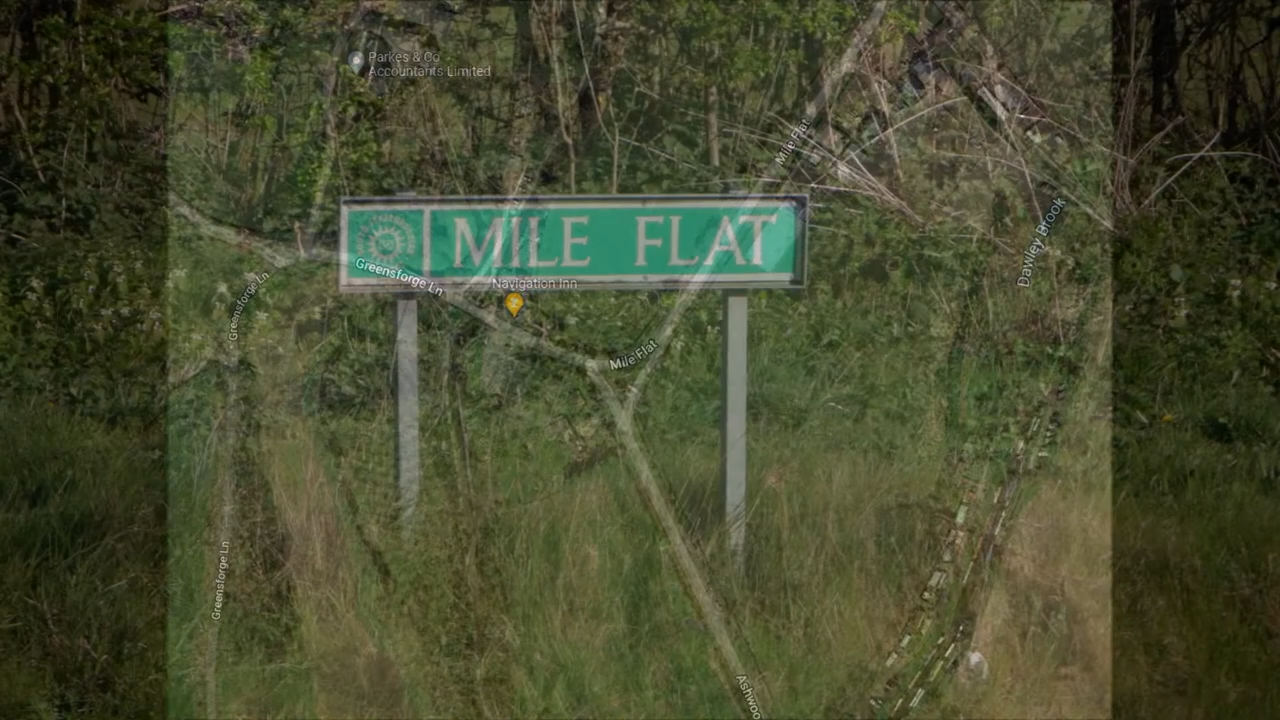 Parkes & Co
Accountants Limited
Mile Flat
Dawley Brook
MILE FLAT
Greensforge Ln
Greensforge Ln
Navigation Inn
Mile Flat
Greensforge Ln